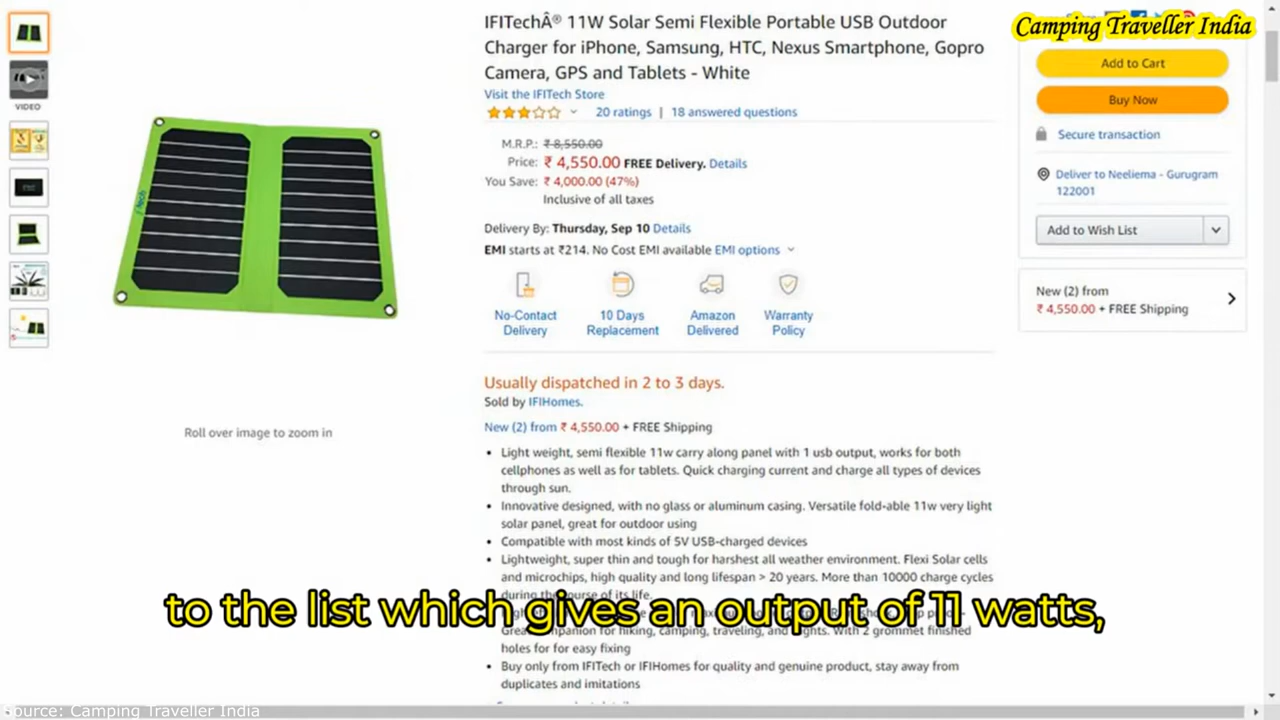 IFITechÂ® 11W Solar Semi Flexible Portable USB Outdoor
Charger for iPhone, Samsung, HTC, Nexus Smartphone, Gopro
Camera, GPS and Tablets - White
Visit the IFITech Store
20 ratings | 18 answered questions
M.R.P.: ₹ 8,550.00
Price: ₹ 4,550.00 FREE Delivery. Details
You Save: ₹ 4,000.00 (47%)
Inclusive of all taxes
Delivery By: Thursday, Sep 10 Details
EMI starts at ₹214. No Cost EMI available EMI options
No-Contact Delivery
10 Days Replacement
Amazon Delivered
Warranty Policy
Usually dispatched in 2 to 3 days.
Sold by IFIHomes.
New (2) from ₹ 4,550.00 + FREE Shipping
• Light weight, semi flexible 11w carry along panel with 1 usb output, works for both
cellphones as well as for tablets. Quick charging current and charge all types of devices
through sun.
• Innovative designed, with no glass or aluminum casing. Versatile fold-able 11w very light
solar panel, great for outdoor using
• Compatible with most kinds of 5V USB-charged devices
• Lightweight, super thin and tough for harshest all weather environment. Flexi Solar cells
and microchips, high quality and long lifespan > 20 years. More than 10000 charge cycles
during the course of its life.
holes for for easy fixing
• Buy only from IFITech or IFIHomes for quality and genuine product, stay away from
duplicates and imitations
VIDEO
Roll over image to zoom in
Camping Traveller India
Add to Cart
Buy Now
Secure transaction
Deliver to Neeliema - Gurugram
122001
Add to Wish List
New (2) from
₹ 4,550.00 + FREE Shipping
to the list which gives an output of 11 watts,
Source: Camping Traveller India